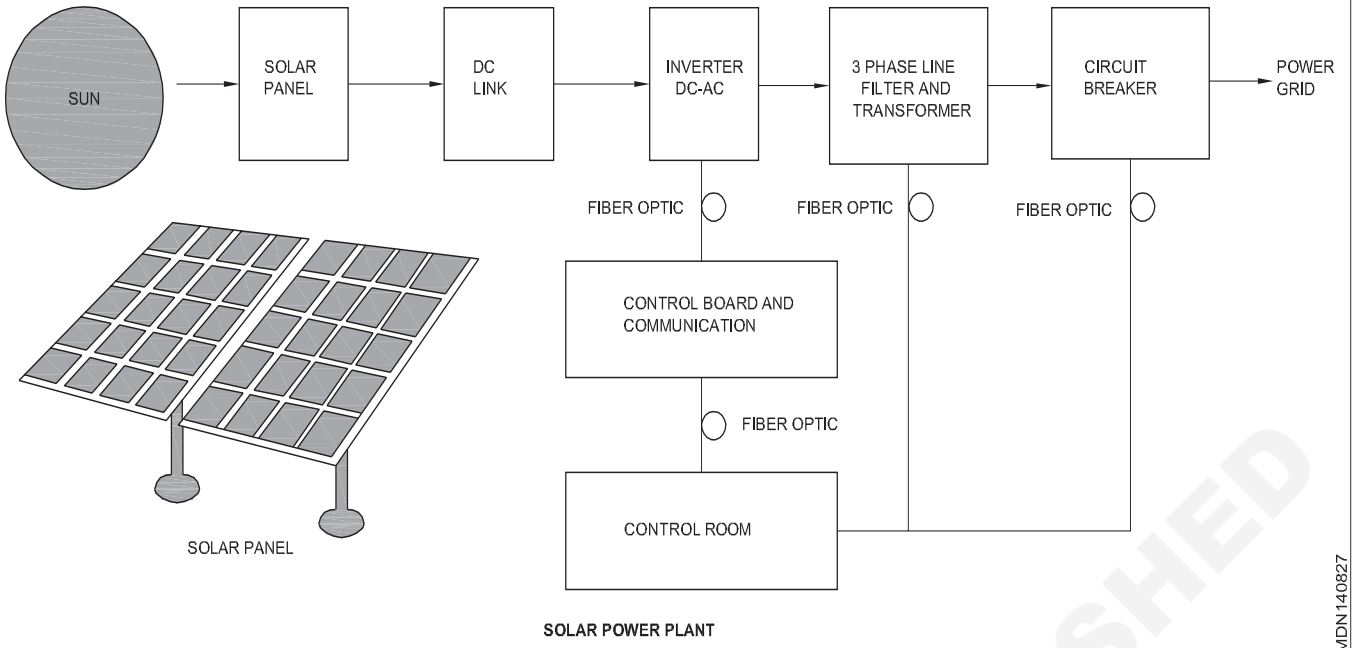 SUN
SOLAR
PANEL
DC
LINK
INVERTER
DC-AC
3 PHASE LINE
FILTER AND
TRANSFORMER
CIRCUIT
BREAKER
POWER
GRID
FIBER OPTIC
FIBER OPTIC
FIBER OPTIC
CONTROL BOARD AND
COMMUNICATION
FIBER OPTIC
CONTROL ROOM
SOLAR PANEL
SOLAR POWER PLANT
MDN140827
SHED